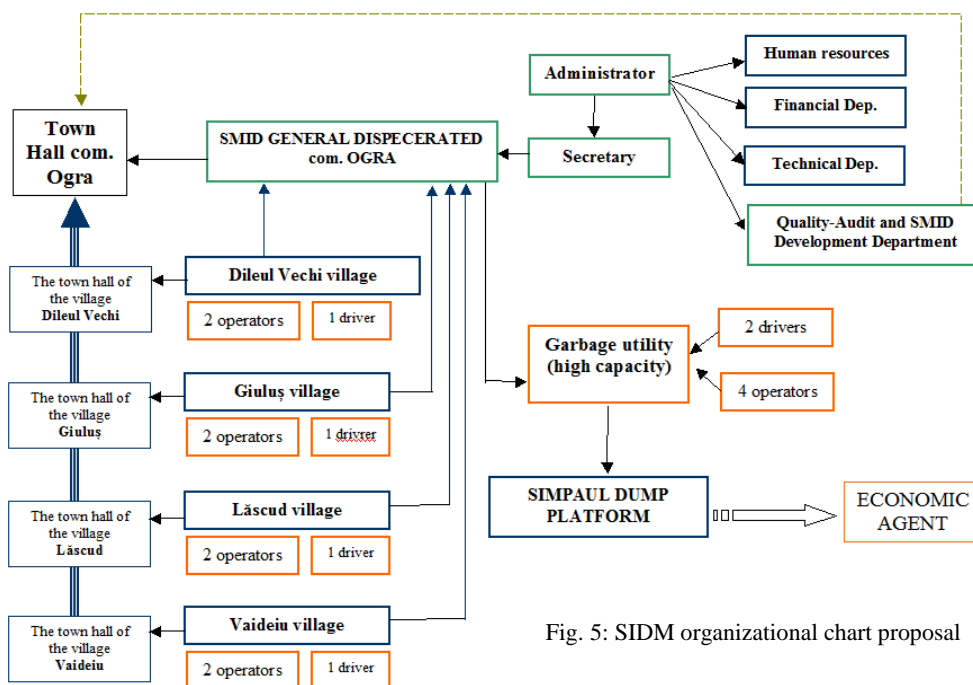 Human resources
Administrator
Financial Dep.
Town
Hall com.
Ogra
SMID GENERAL DISPECERATED
com. OGRA
Secretary
Technical Dep.
Quality-Audit and SMID
Development Department
The town hall of
the village
Dileul Vechi
Dileul Vechi village
2 operators
1 driver
Garbage utility
(high capacity)
2 drivers
4 operators
The town hall of
the village
Giuluș
Giuluș village
2 operators
1 drivrer
The town hall of
the village
Lăscud
Lăscud village
2 operators
1 driver
SIMPAUL DUMP
PLATFORM
ECONOMIC
AGENT
The town hall of
the village
Vaideiu
Vaideiu village
2 operators
1 driver
Fig. 5: SIDM organizational chart proposal